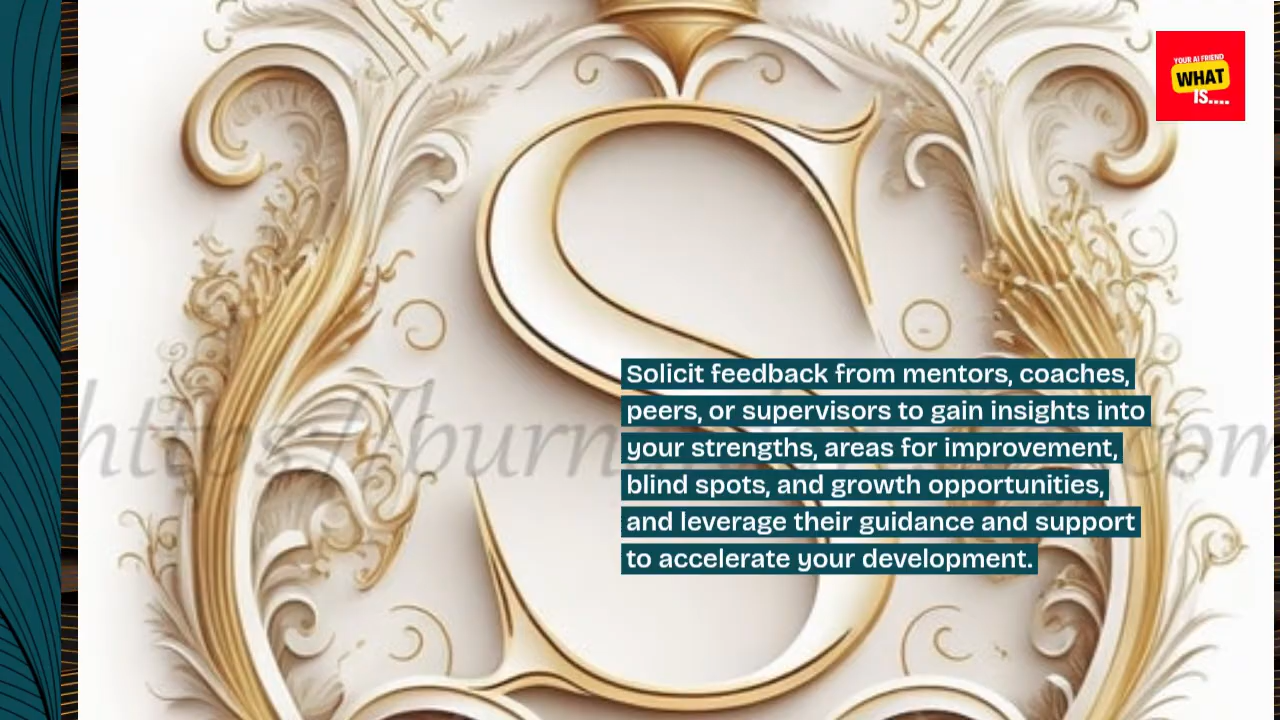 YOUR AI FRIEND
WHAT
IS....
S
Solicit feedback from mentors, coaches,
peers, or supervisors to gain insights into
your strengths, areas for improvement,
blind spots, and growth opportunities,
and leverage their guidance and support
to accelerate your development.